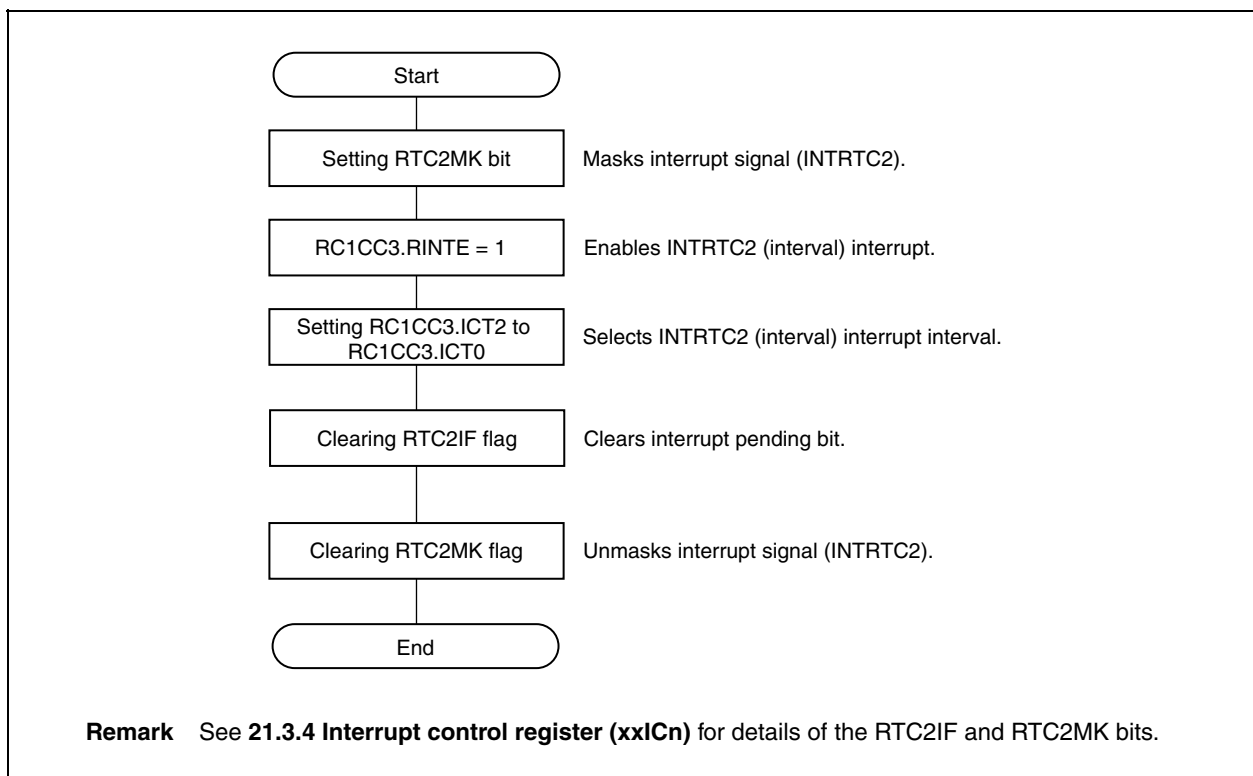 Start
Setting RTC2MK bit
Masks interrupt signal (INTRTC2).
RC1CC3.RINTE = 1
Enables INTRTC2 (interval) interrupt.
Setting RC1CC3.ICT2 to
RC1CC3.ICT0
Selects INTRTC2 (interval) interrupt interval.
Clearing RTC2IF flag
Clears interrupt pending bit.
Clearing RTC2MK flag
Unmasks interrupt signal (INTRTC2).
End
Remark See 21.3.4 Interrupt control register (xxICn) for details of the RTC2IF and RTC2MK bits.